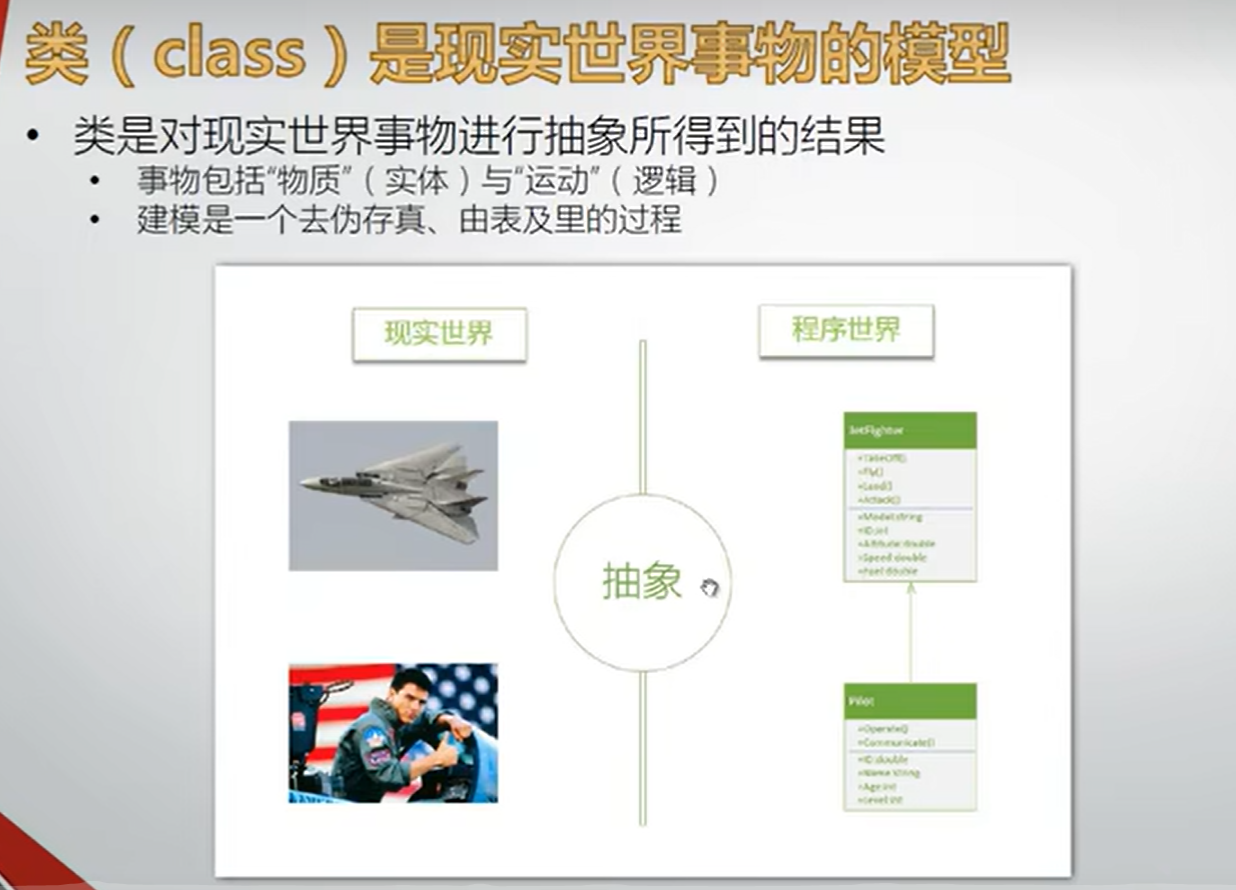 类（class）是现实世界事物的模型
• 类是对现实世界事物进行抽象所得到的结果
• 事物包括“物质”（实体）与“运动”（逻辑）
• 建模是一个去伪存真、由表及里的过程
现实世界
程序世界
抽象
JetFighter
+TakeOff()
+Fly()
+Land()
+Attack()
+Model:string
+ID:int
+Altitude:double
+Speed:double
+Fuel:double
Pilot
+Operate()
+Communicate()
+ID:double
+Name:string
+Age:int
+Level:int